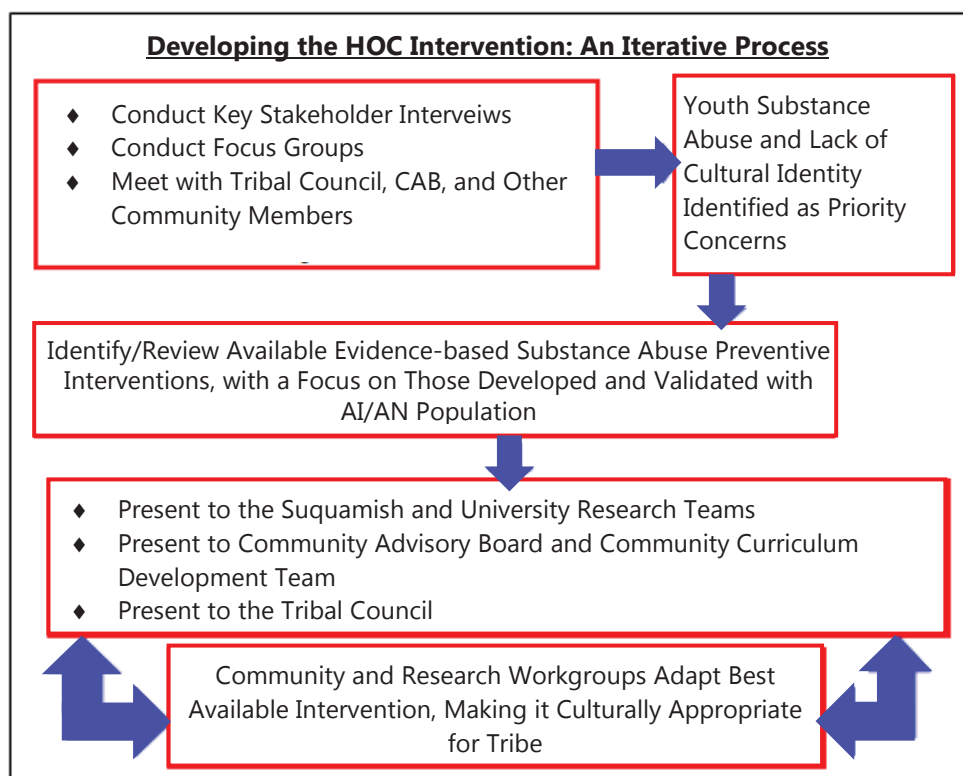 Developing the HOC Intervention: An Iterative Process
♦ Conduct Key Stakeholder Interveiws
♦ Conduct Focus Groups
♦ Meet with Tribal Council, CAB, and Other
Community Members
Youth Substance
Abuse and Lack of
Cultural Identity
Identified as Priority
Concerns
Identify/Review Available Evidence-based Substance Abuse Preventive
Interventions, with a Focus on Those Developed and Validated with
AI/AN Population
♦ Present to the Suquamish and University Research Teams
♦ Present to Community Advisory Board and Community Curriculum
Development Team
♦ Present to the Tribal Council
Community and Research Workgroups Adapt Best
Available Intervention, Making it Culturally Appropriate
for Tribe